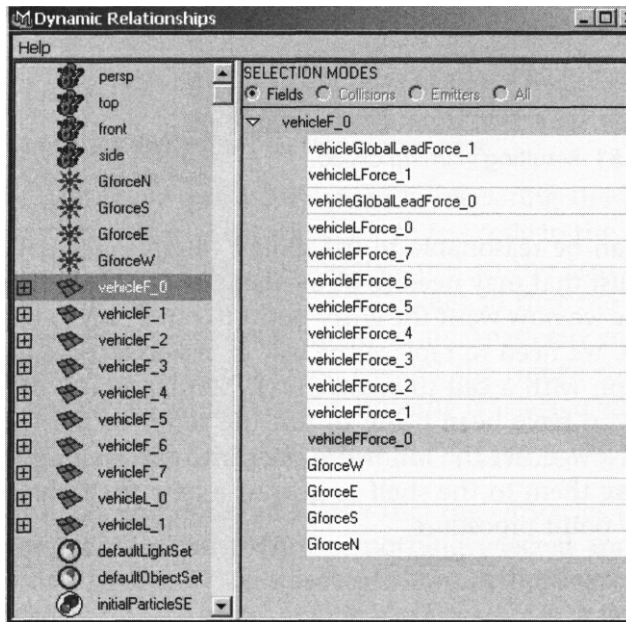 Dynamic Relationships
Help
persp
top
front
side
GforceN
GforceS
GforceE
GforceW
vehicleF_0
vehicleF_1
vehicleF_2
vehicleF_3
vehicleF_4
vehicleF_5
vehicleF_6
vehicleF_7
vehicleL_0
vehicleL_1
defaultLightSet
defaultObjectSet
initialParticleSE
SELECTION MODES
Fields Collisions Emitters All
vehicleF_0
vehicleGlobalLeadForce_1
vehicleLForce_1
vehicleGlobalLeadForce_0
vehicleLForce_0
vehicleFForce_7
vehicleFForce_6
vehicleFForce_5
vehicleFForce_4
vehicleFForce_3
vehicleFForce_2
vehicleFForce_1
vehicleFForce_0
GforceW
GforceE
GforceS
GforceN